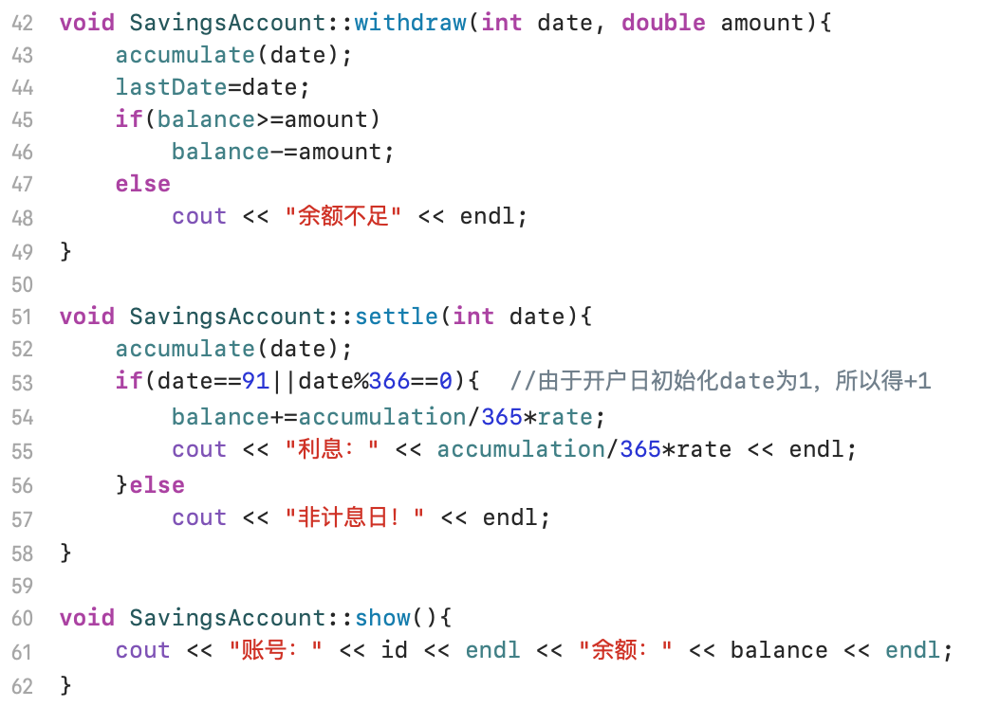 42 void SavingsAccount::withdraw(int date, double amount){
43     accumulate(date);
44     lastDate=date;
45     if(balance>=amount)
46         balance-=amount;
47     else
48         cout << "余额不足" << endl;
49 }
50
51 void SavingsAccount::settle(int date){
52     accumulate(date);
53     if(date==91||date%366==0){  //由于开户日初始化date为1，所以得+1
54         balance+=accumulation/365*rate;
55         cout << "利息：" << accumulation/365*rate << endl;
56     }else
57         cout << "非计息日！" << endl;
58 }
59
60 void SavingsAccount::show(){
61     cout << "账号：" << id << endl << "余额：" << balance << endl;
62 }